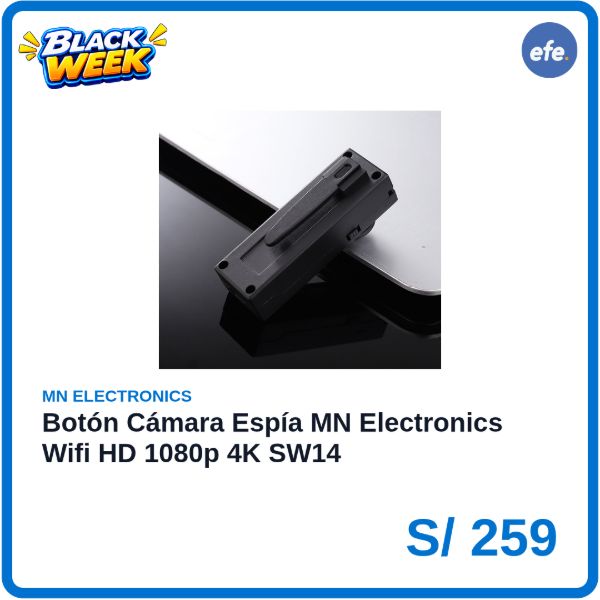 BLACK
WEEK
efe.
MN ELECTRONICS
Botón Cámara Espía MN Electronics
Wifi HD 1080p 4K SW14
S/ 259